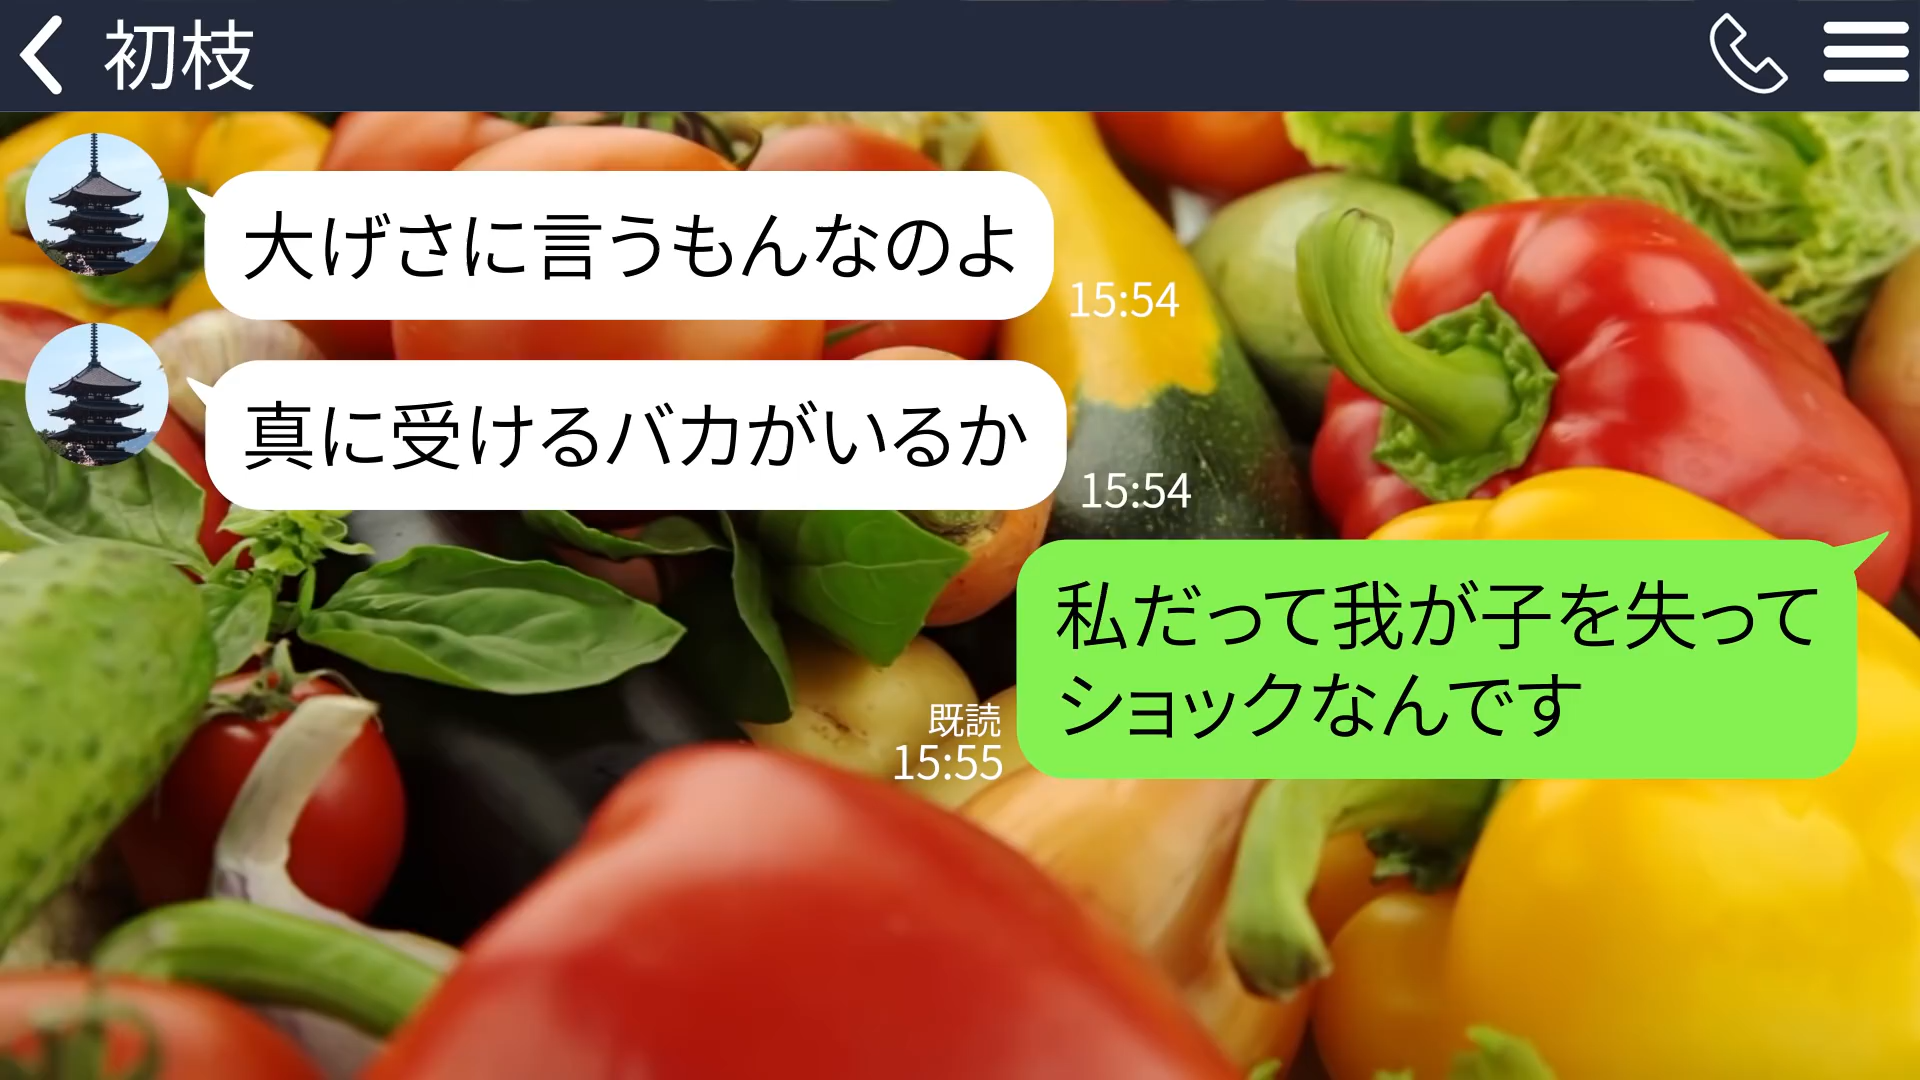 初枝
大げさに言うもんなのよ
15:54
真に受けるバカがいるか
15:54
私だって我が子を失って
ショックなんです
既読
15:55